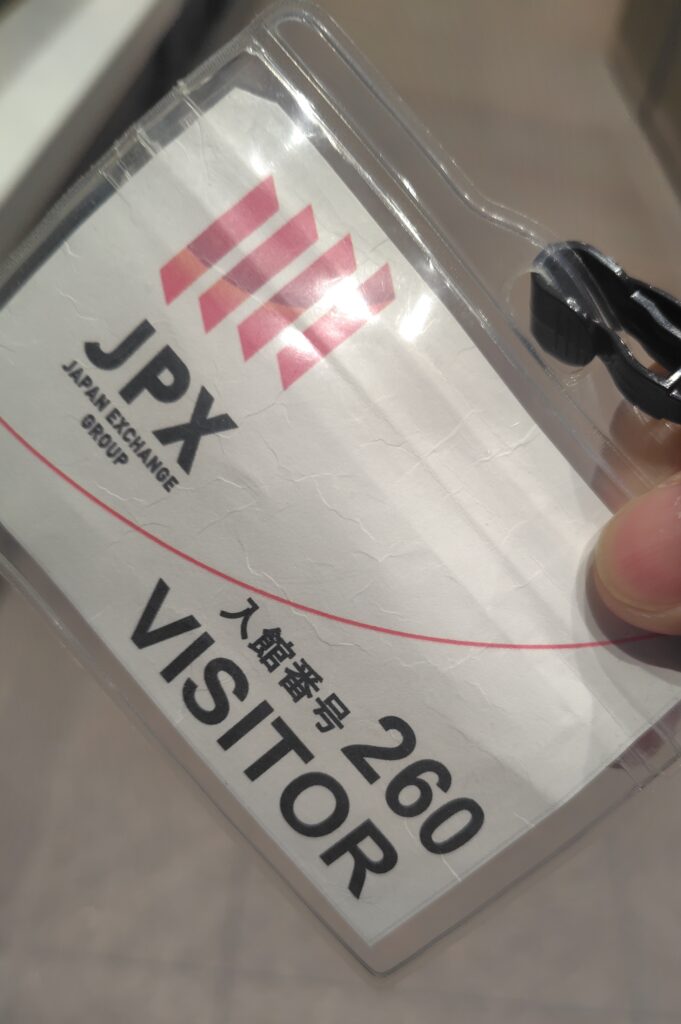 JPX
JAPAN EXCHANGE
GROUP
入館番号 260
VISITOR